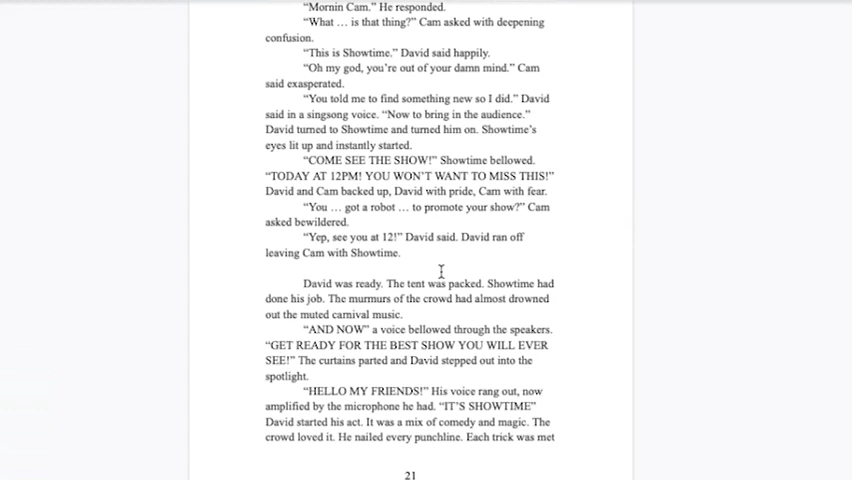 “Mornin Cam.” He responded.
“What … is that thing?” Cam asked with deepening
confusion.
“This is Showtime.” David said happily.
“Oh my god, you’re out of your damn mind.” Cam
said exasperated.
“You told me to find something new so I did.” David
said in a singsong voice. “Now to bring in the audience.”
David turned to Showtime and turned him on. Showtime’s
eyes lit up and instantly started.
“COME SEE THE SHOW!” Showtime bellowed.
“TODAY AT 12PM! YOU WON’T WANT TO MISS THIS!”
David and Cam backed up, David with pride, Cam with fear.
“You … got a robot … to promote your show?” Cam
asked bewildered.
“Yep, see you at 12!” David said. David ran off
leaving Cam with Showtime.
David was ready. The tent was packed. Showtime had
done his job. The murmurs of the crowd had almost drowned
out the muted carnival music.
“AND NOW” a voice bellowed through the speakers.
“GET READY FOR THE BEST SHOW YOU WILL EVER
SEE!” The curtains parted and David stepped out into the
spotlight.
“HELLO MY FRIENDS!” His voice rang out, now
amplified by the microphone he had. “IT’S SHOWTIME”
David started his act. It was a mix of comedy and magic. The
crowd loved it. He nailed every punchline. Each trick was met
21